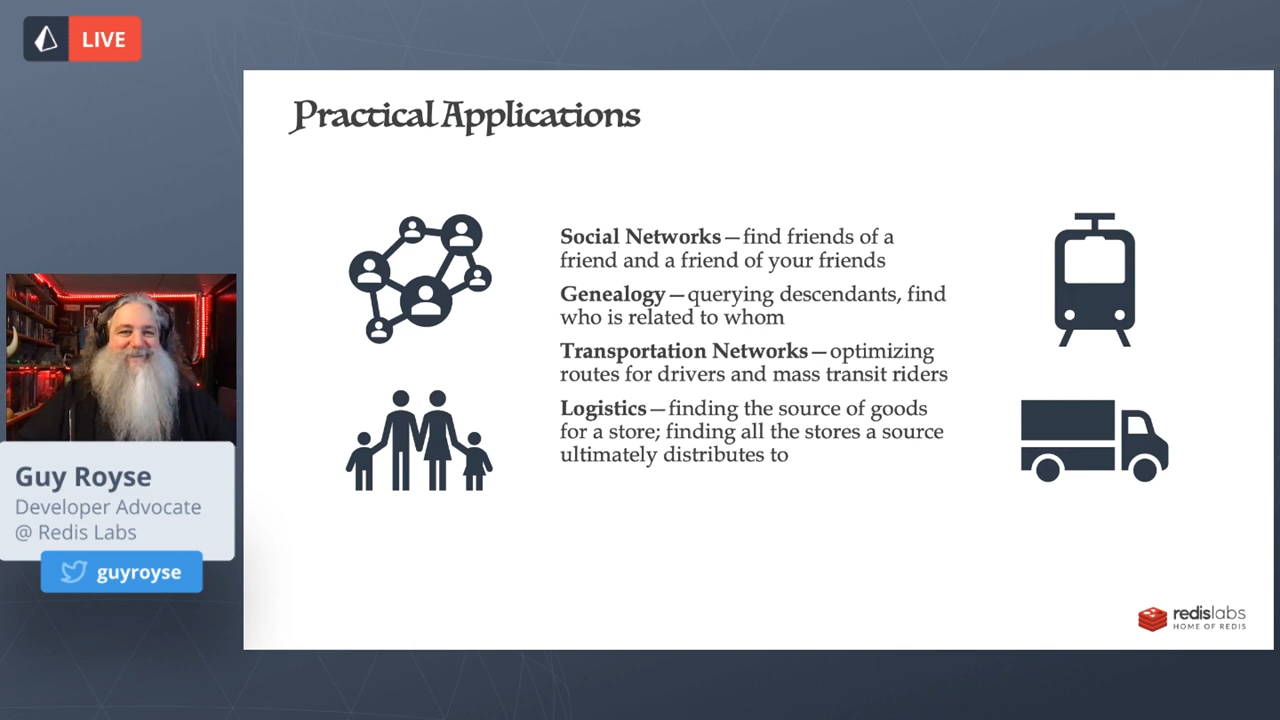 LIVE
Practical Applications
Social Networks—find friends of a
friend and a friend of your friends
Genealogy—querying descendants, find
who is related to whom
Transportation Networks—optimizing
routes for drivers and mass transit riders
Logistics—finding the source of goods
for a store; finding all the stores a source
ultimately distributes to
Guy Royse
Developer Advocate
@ Redis Labs
guyroyse
redislabs
HOME OF REDIS